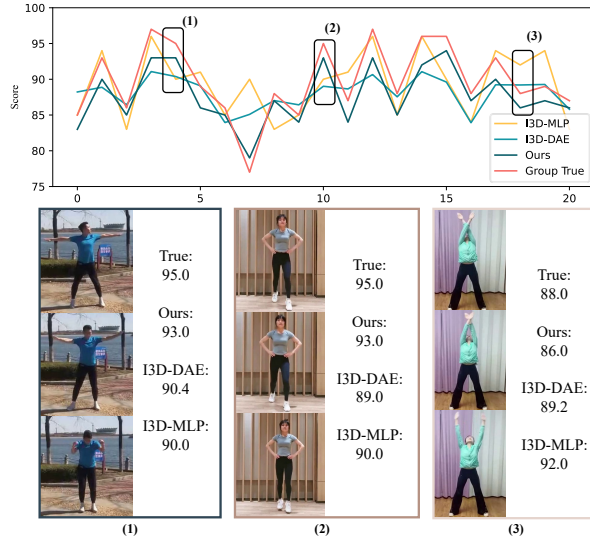 (1)
(2)
(3)
100
95
90
85
80
75
Score
I3D-MLP
I3D-DAE
Ours
Group True
0
5
10
15
20
True:
95.0
Ours:
93.0
I3D-DAE:
90.4
I3D-MLP:
90.0
True:
95.0
Ours:
93.0
I3D-DAE:
89.0
I3D-MLP:
90.0
True:
88.0
Ours:
86.0
I3D-DAE:
89.2
I3D-MLP:
92.0
(1)
(2)
(3)